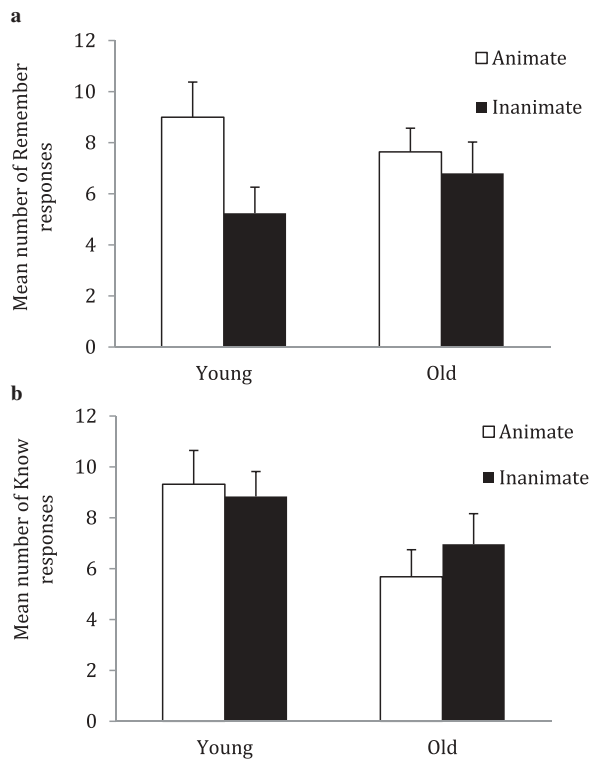 a
12
10
8
6
4
2
0
Mean number of Remember
responses
Animate
Inanimate
Young
Old
b
12
10
8
6
4
2
0
Mean number of Know
responses
Animate
Inanimate
Young
Old